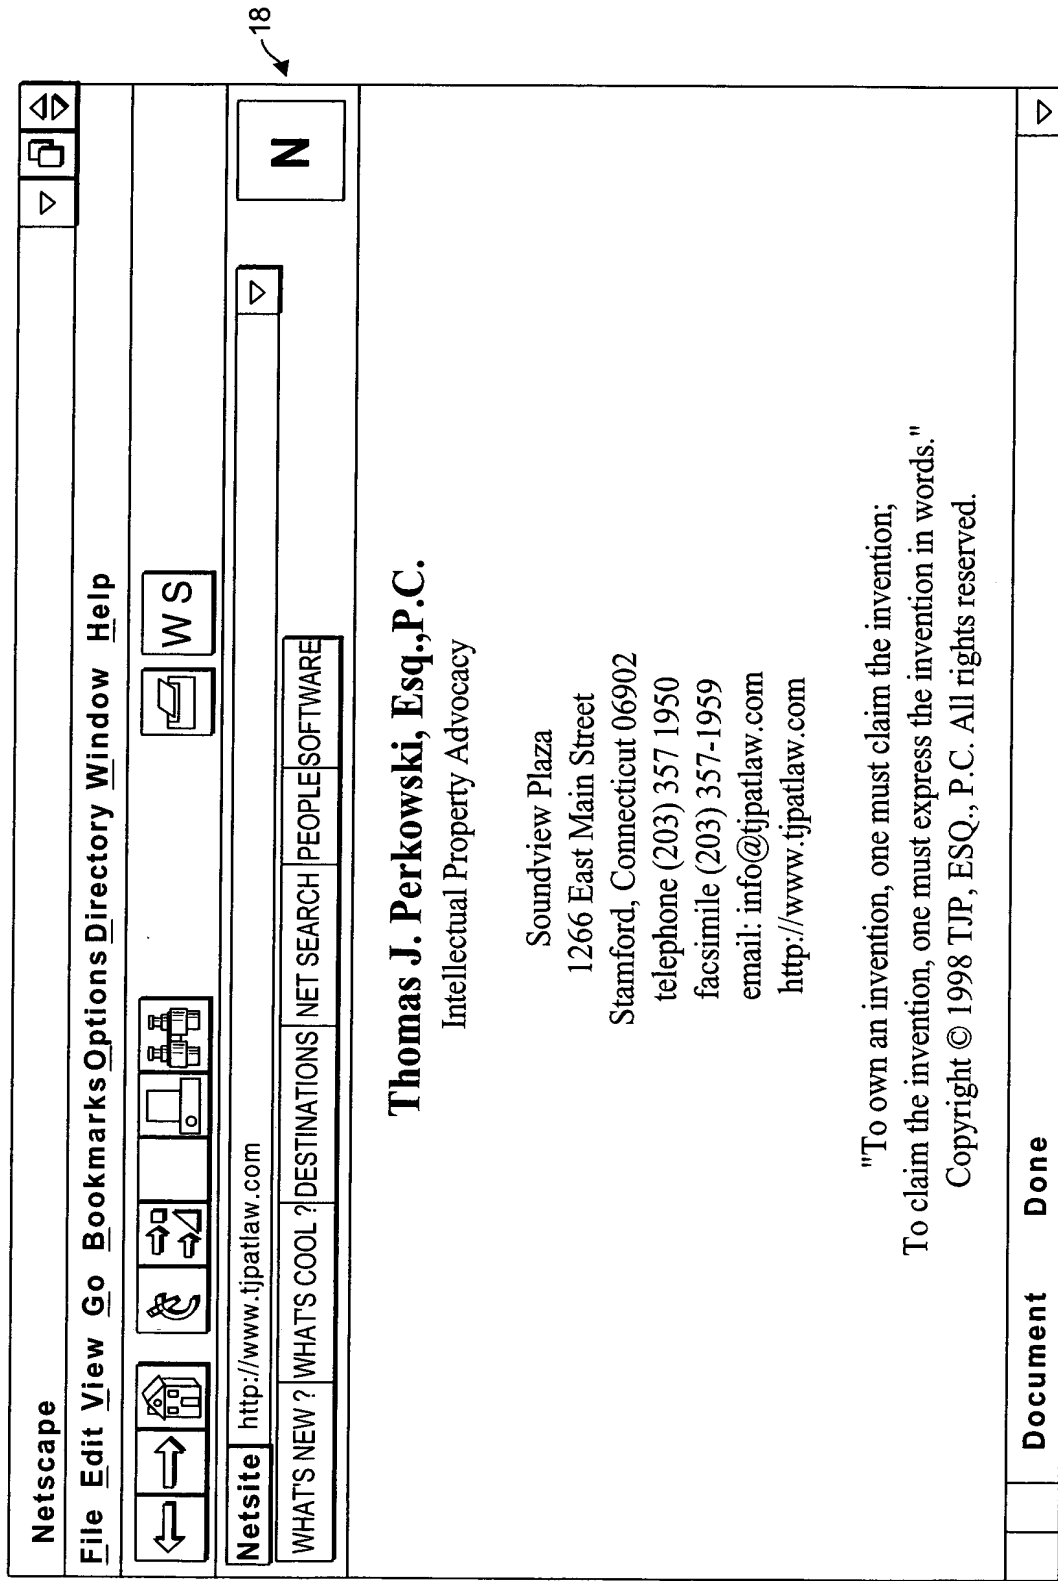 18
Netscape
File Edit View Go Bookmarks Options Directory Window Help
W S
Netsite http://www.tjpatlaw.com
N
WHAT'S NEW ? WHAT'S COOL ? DESTINATIONS NET SEARCH PEOPLE SOFTWARE
Thomas J. Perkowski, Esq.,P.C.
Intellectual Property Advocacy
Soundview Plaza
1266 East Main Street
Stamford, Connecticut 06902
telephone (203) 357 1950
facsimile (203) 357-1959
email: info@tjpatlaw.com
http://www.tjpatlaw.com
"To own an invention, one must claim the invention;
To claim the invention, one must express the invention in words."
Copyright © 1998 TJP, ESQ., P.C. All rights reserved.
Document Done